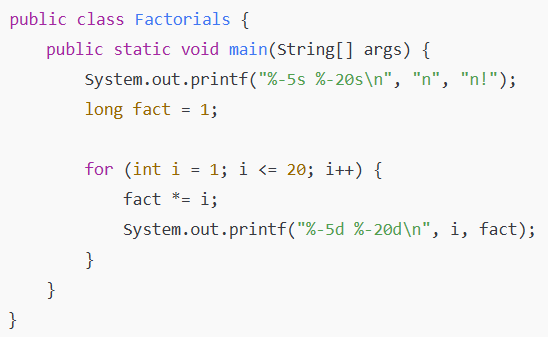 public class Factorials {
    public static void main(String[] args) {
        System.out.printf("%-5s %-20s\n", "n", "n!");
        long fact = 1;

        for (int i = 1; i <= 20; i++) {
            fact *= i;
            System.out.printf("%-5d %-20d\n", i, fact);
        }
    }
}